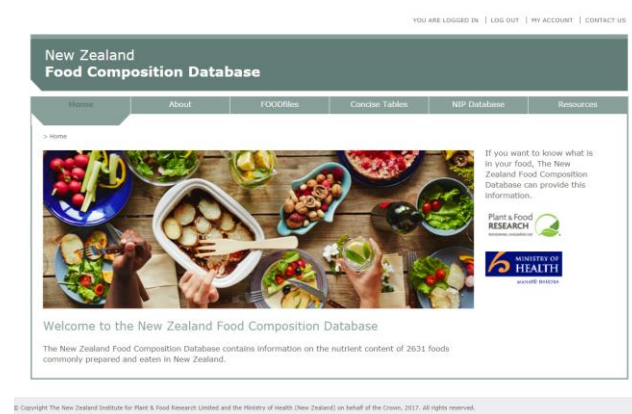 YOU ARE LOGGED IN | LOG OUT | MY ACCOUNT | CONTACT US
New Zealand
Food Composition Database
Home About FOODfiles Concise Tables NIP Database Resources
> Home
If you want to know what is
in your food, The New
Zealand Food Composition
Database can provide this
information.
Plant & Food
RESEARCH
MINISTRY OF
HEALTH
MANATŪ HAUORA
Welcome to the New Zealand Food Composition Database
The New Zealand Food Composition Database contains information on the nutrient content of 2631 foods
commonly prepared and eaten in New Zealand.
© Copyright The New Zealand Institute for Plant & Food Research Limited and the Ministry of Health (New Zealand) on behalf of the Crown, 2017. All rights reserved.